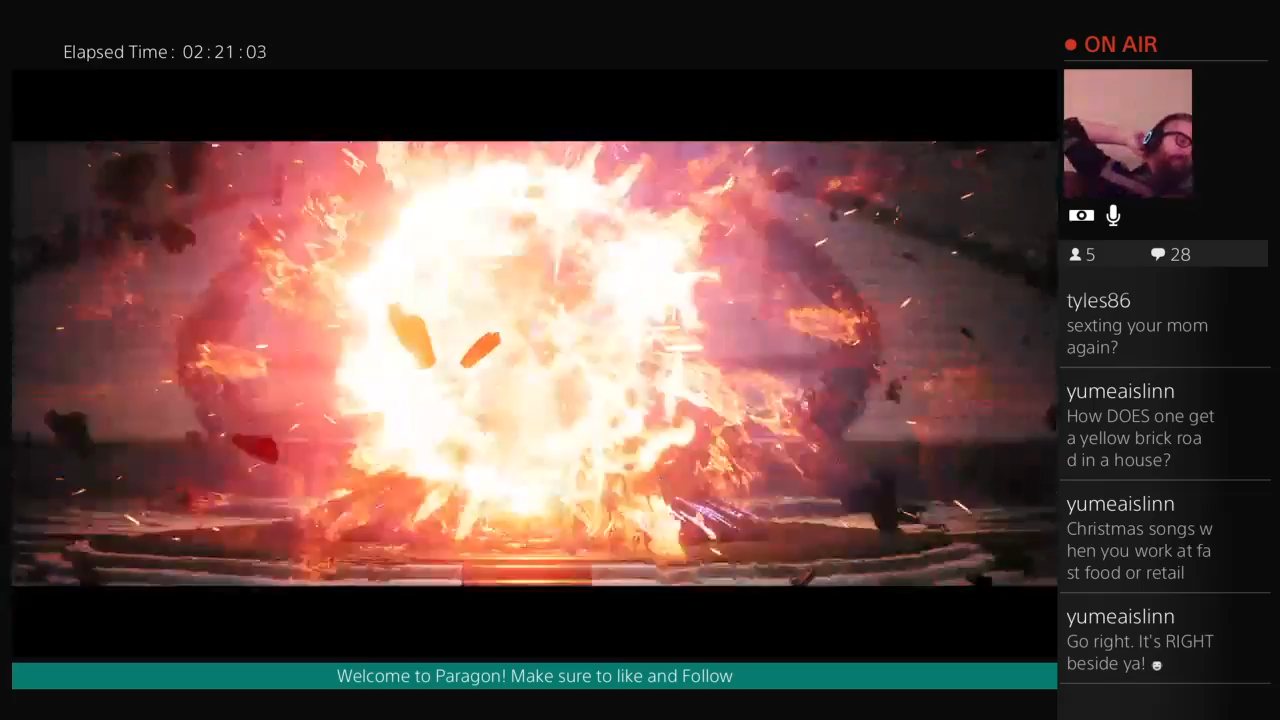 Elapsed Time: 02:21:03
ON AIR
5
28
tyles86
sexting your mom
again?
yumeaislinn
How DOES one get
a yellow brick roa
d in a house?
yumeaislinn
Christmas songs w
hen you work at fa
st food or retail
yumeaislinn
Go right. It's RIGHT
beside ya!
Welcome to Paragon! Make sure to like and Follow